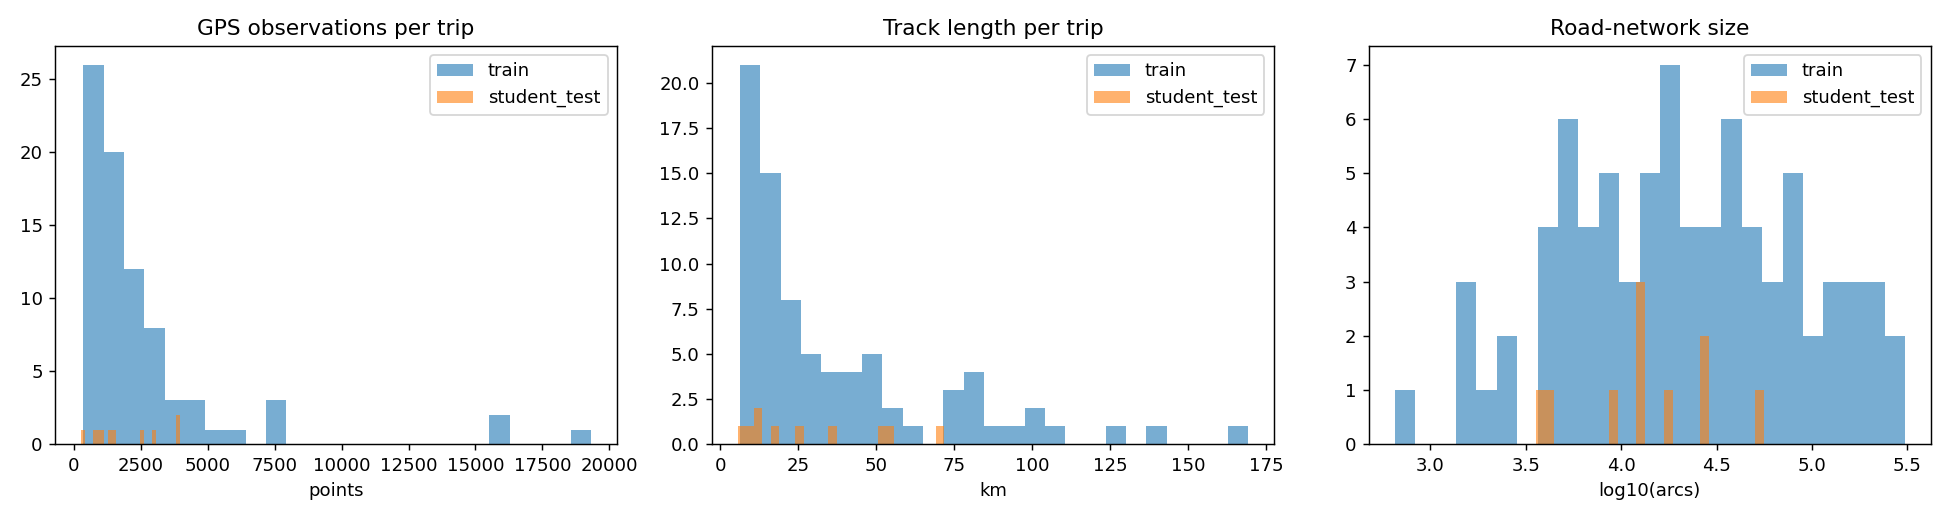 GPS observations per trip
25
20
15
10
5
0
0 2500 5000 7500 10000 12500 15000 17500 20000
points
train
student_test
Track length per trip
20.0
17.5
15.0
12.5
10.0
7.5
5.0
2.5
0.0
0 25 50 75 100 125 150 175
km
train
student_test
Road-network size
7
6
5
4
3
2
1
0
3.0 3.5 4.0 4.5 5.0 5.5
log10(arcs)
train
student_test